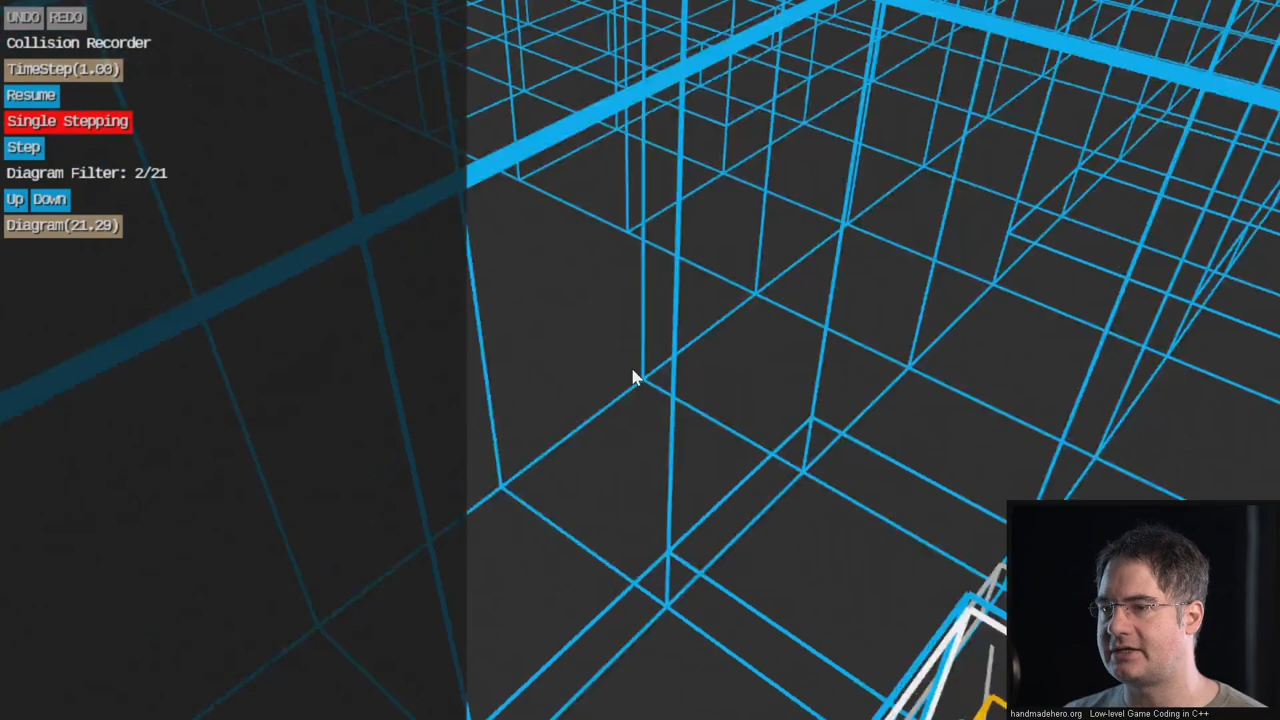 UNDO REDO
Collision Recorder
TimeStep(1.00)
Resume
Single Stepping
Step
Diagram Filter: 2/21
Up Down
Diagram(21.29)
handmadehero.org Low-level Game Coding in C++